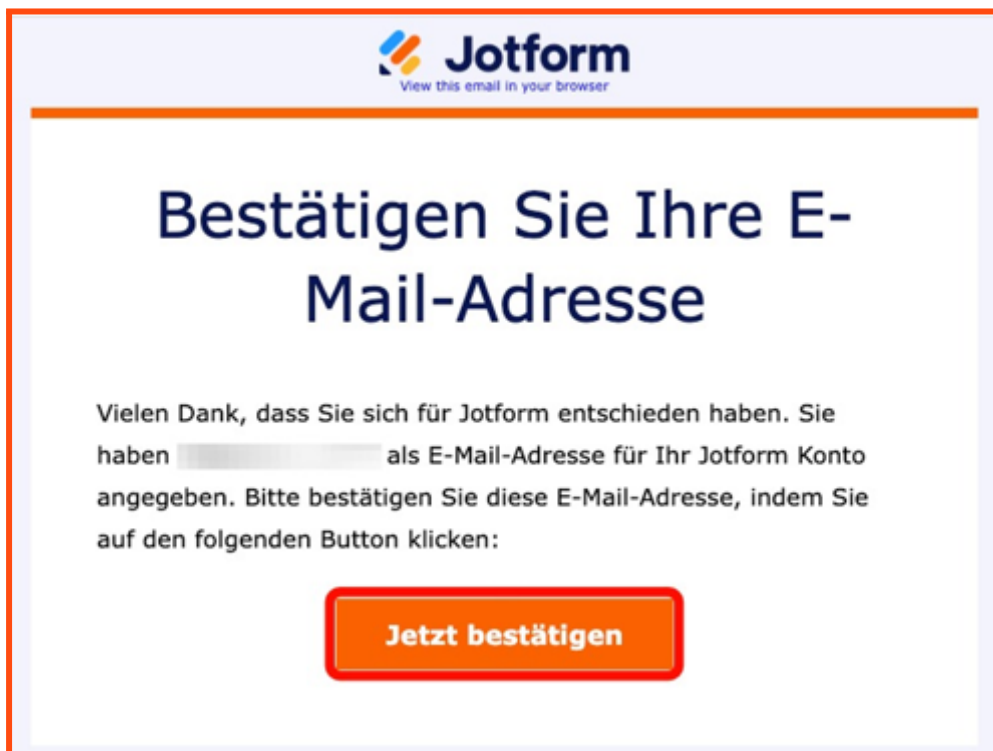 Jotform
View this email in your browser
Bestätigen Sie Ihre E-
Mail-Adresse
Vielen Dank, dass Sie sich für Jotform entschieden haben. Sie
haben als E-Mail-Adresse für Ihr Jotform Konto
angegeben. Bitte bestätigen Sie diese E-Mail-Adresse, indem Sie
auf den folgenden Button klicken:
Jetzt bestätigen